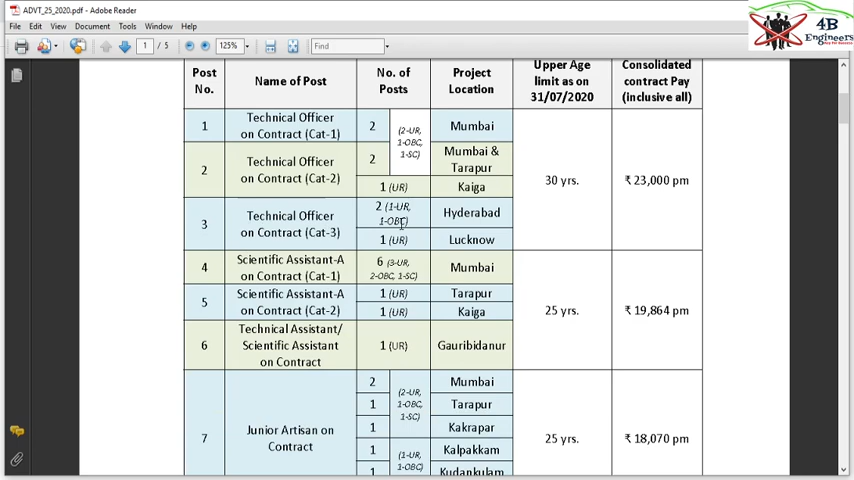 ADVT_25_2020.pdf - Adobe Reader
File Edit View Document Tools Window Help
1 / 5 125% Find
4B
Engineers
Post No. Name of Post No. of Posts Project Location Upper Age limit as on 31/07/2020 Consolidated contract Pay (inclusive all)
1 Technical Officer on Contract (Cat-1) 2 (2-UR, 1-OBC, 1-SC) Mumbai
2 Technical Officer on Contract (Cat-2) 2 Mumbai & Tarapur
1 (UR) Kaiga
30 yrs. ₹ 23,000 pm
3 Technical Officer on Contract (Cat-3) 2 (1-UR, 1-OBC) Hyderabad
1 (UR) Lucknow
4 Scientific Assistant-A on Contract (Cat-1) 6 (3-UR, 2-OBC, 1-SC) Mumbai
5 Scientific Assistant-A on Contract (Cat-2) 1 (UR) Tarapur
1 (UR) Kaiga
25 yrs. ₹ 19,864 pm
6 Technical Assistant/ Scientific Assistant on Contract 1 (UR) Gauribidanur
7 Junior Artisan on Contract 2 (2-UR, 1-OBC, 1-SC) Mumbai
1 Tarapur
1 Kakrapar
1 (1-UR, 1-OBC) Kalpakkam
1 Kudankulam
25 yrs. ₹ 18,070 pm